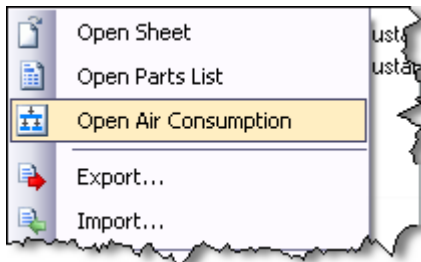 Open Sheet
Open Parts List
Open Air Consumption
Export...
Import...